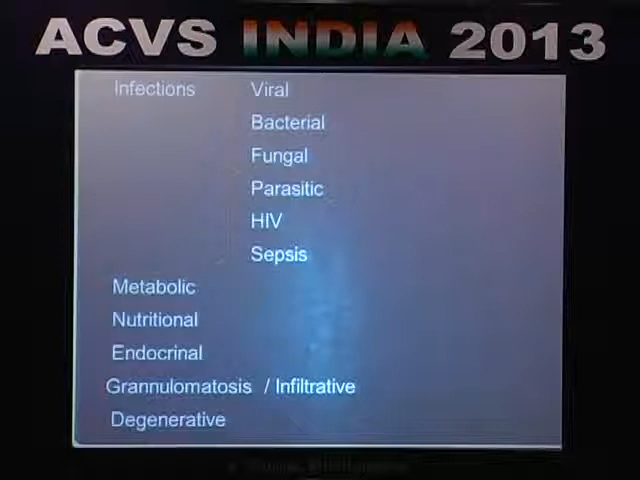 ACVS INDIA 2013
Infections Viral
Bacterial
Fungal
Parasitic
HIV
Sepsis
Metabolic
Nutritional
Endocrinal
Grannulomatosis / Infiltrative
Degenerative